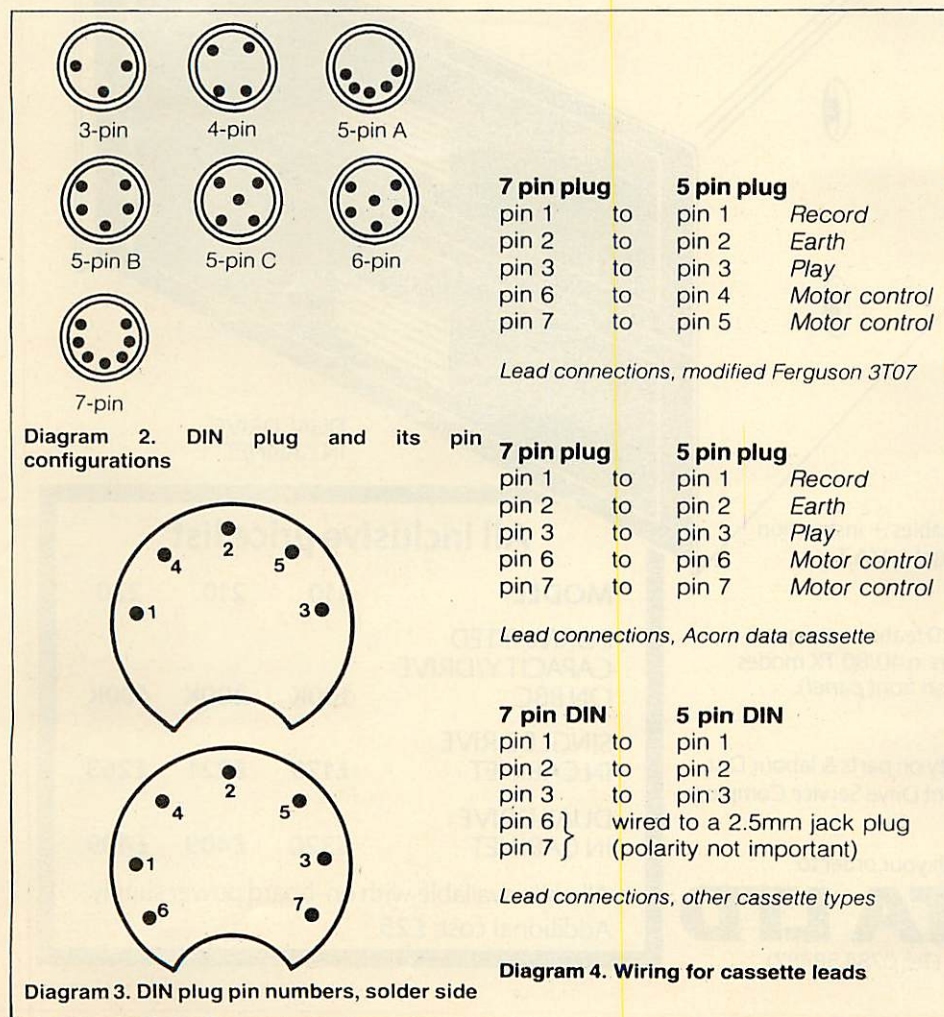 3-pin 4-pin 5-pin A
5-pin B 5-pin C 6-pin
7-pin
Diagram 2. DIN plug and its pin
configurations
1 4 2 5 3
6 1 4 2 5 3 7
Diagram 3. DIN plug pin numbers, solder side
7 pin plug 5 pin plug
pin 1 to pin 1 Record
pin 2 to pin 2 Earth
pin 3 to pin 3 Play
pin 6 to pin 4 Motor control
pin 7 to pin 5 Motor control
Lead connections, modified Ferguson 3T07
7 pin plug 5 pin plug
pin 1 to pin 1 Record
pin 2 to pin 2 Earth
pin 3 to pin 3 Play
pin 6 to pin 6 Motor control
pin 7 to pin 7 Motor control
Lead connections, Acorn data cassette
7 pin DIN 5 pin DIN
pin 1 to pin 1
pin 2 to pin 2
pin 3 to pin 3
pin 6 } wired to a 2.5mm jack plug
pin 7 } (polarity not important)
Lead connections, other cassette types
Diagram 4. Wiring for cassette leads